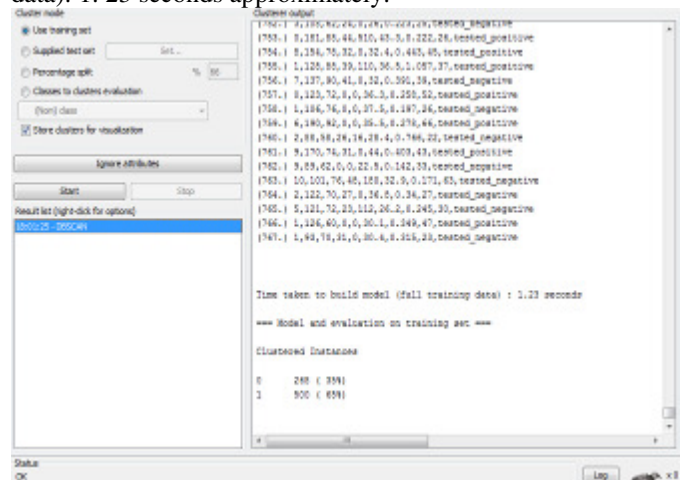 data): 1. 23 seconds approximately.
Cluster mode
Use training set
Supplied test set
Set...
Percentage split
% 66
Classes to clusters evaluation
(Nom) class
Store clusters for visualization
Ignore attributes
Start
Stop
Result list (right-click for options)
18:01:25 - DBSCAN
Clusterer output
(753.) 0,181,88,44,510,43.3,0.222,26,tested_positive
(754.) 8,154,78,32,0,32.4,0.443,45,tested_positive
(755.) 1,128,88,39,110,36.5,1.057,37,tested_positive
(756.) 7,137,90,41,0,32,0.391,39,tested_negative
(757.) 0,123,72,0,0,36.3,0.258,52,tested_positive
(758.) 1,106,76,0,0,37.5,0.197,26,tested_negative
(759.) 6,190,92,0,0,35.5,0.278,66,tested_positive
(760.) 2,88,58,26,16,28.4,0.766,22,tested_negative
(761.) 9,170,74,31,0,44,0.403,43,tested_positive
(762.) 9,89,62,0,0,22.5,0.142,33,tested_negative
(763.) 10,101,76,48,180,32.9,0.171,63,tested_negative
(764.) 2,122,70,27,0,36.8,0.34,27,tested_negative
(765.) 5,121,72,23,112,26.2,0.245,30,tested_negative
(766.) 1,126,60,0,0,30.1,0.349,47,tested_positive
(767.) 1,93,70,31,0,30.4,0.315,23,tested_negative
Time taken to build model (full training data) : 1.23 seconds
=== Model and evaluation on training set ===
Clustered Instances
0 268 ( 35%)
1 500 ( 65%)
Status
OK
Log
x 0